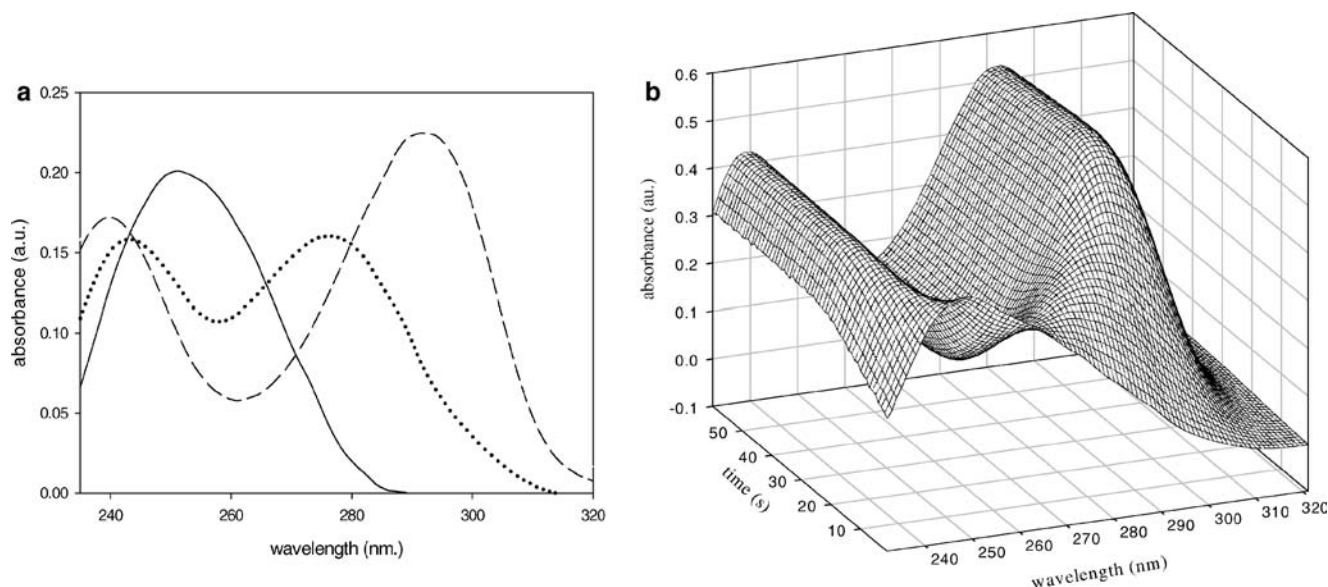 a
0.25
0.20
0.15
0.10
0.05
0.00
absorbance (a.u.)
240 260 280 300 320
wavelength (nm.)
b
0.6
0.5
0.4
0.3
0.2
0.1
0.0
-0.1
absorbance (au.)
50 40 30 20 10
time (s)
240 250 260 270 280 290 300 310 320
wavelength (nm)